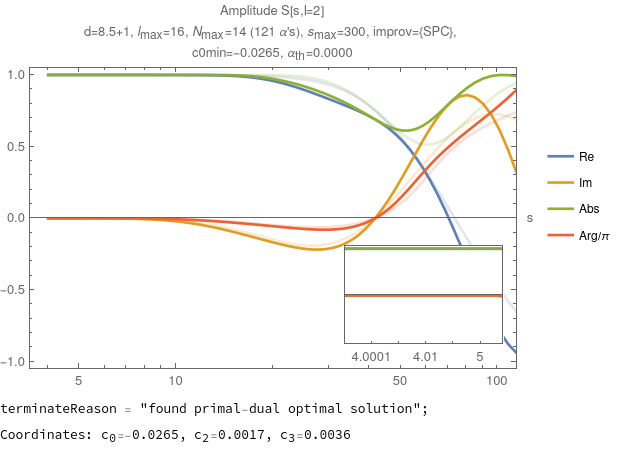 Amplitude S[s,l=2]
d=8.5+1, lmax=16, Nmax=14 (121 α's), smax=300, improv={SPC},
c0min=-0.0265, αth=0.0000
1.0
0.5
0.0
-0.5
-1.0
s
Re
Im
Abs
Arg/π
4.0001 4.01 5
5 10 50 100
terminateReason = "found primal-dual optimal solution";
Coordinates: c0=-0.0265, c2=0.0017, c3=0.0036